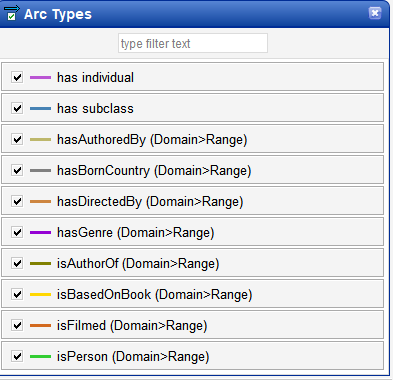 Arc Types
type filter text
has individual
has subclass
hasAuthoredBy (Domain>Range)
hasBornCountry (Domain>Range)
hasDirectedBy (Domain>Range)
hasGenre (Domain>Range)
isAuthorOf (Domain>Range)
isBasedOnBook (Domain>Range)
isFilmed (Domain>Range)
isPerson (Domain>Range)